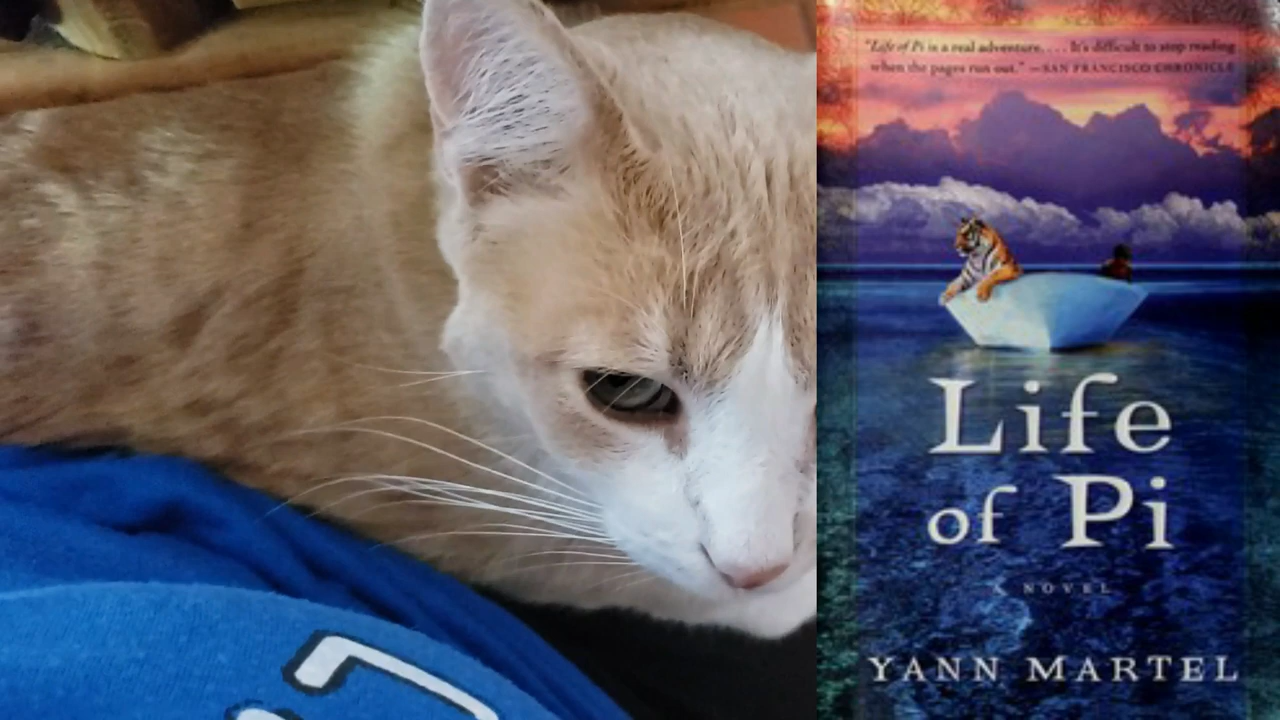 "Life of Pi is a real adventure. . . . It's difficult to stop reading
when the pages run out." —SAN FRANCISCO CHRONICLE
Life
of Pi
A NOVEL
YANN MARTEL